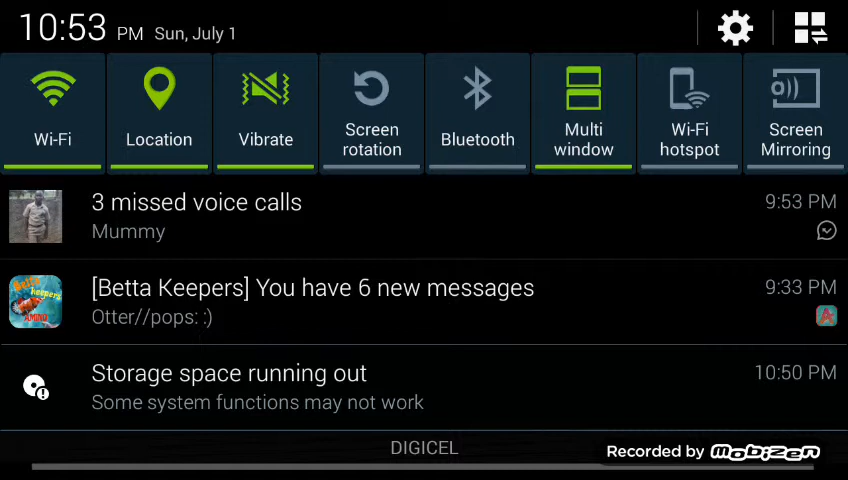 10:53 PM Sun, July 1
Wi-Fi
Location
Vibrate
Screen
rotation
Bluetooth
Multi
window
Wi-Fi
hotspot
Screen
Mirroring
3 missed voice calls 9:53 PM
Mummy
[Betta Keepers] You have 6 new messages 9:33 PM
Otter//pops: :)
Betta
keepers
AMINO
Storage space running out 10:50 PM
Some system functions may not work
DIGICEL
Recorded by mobizen